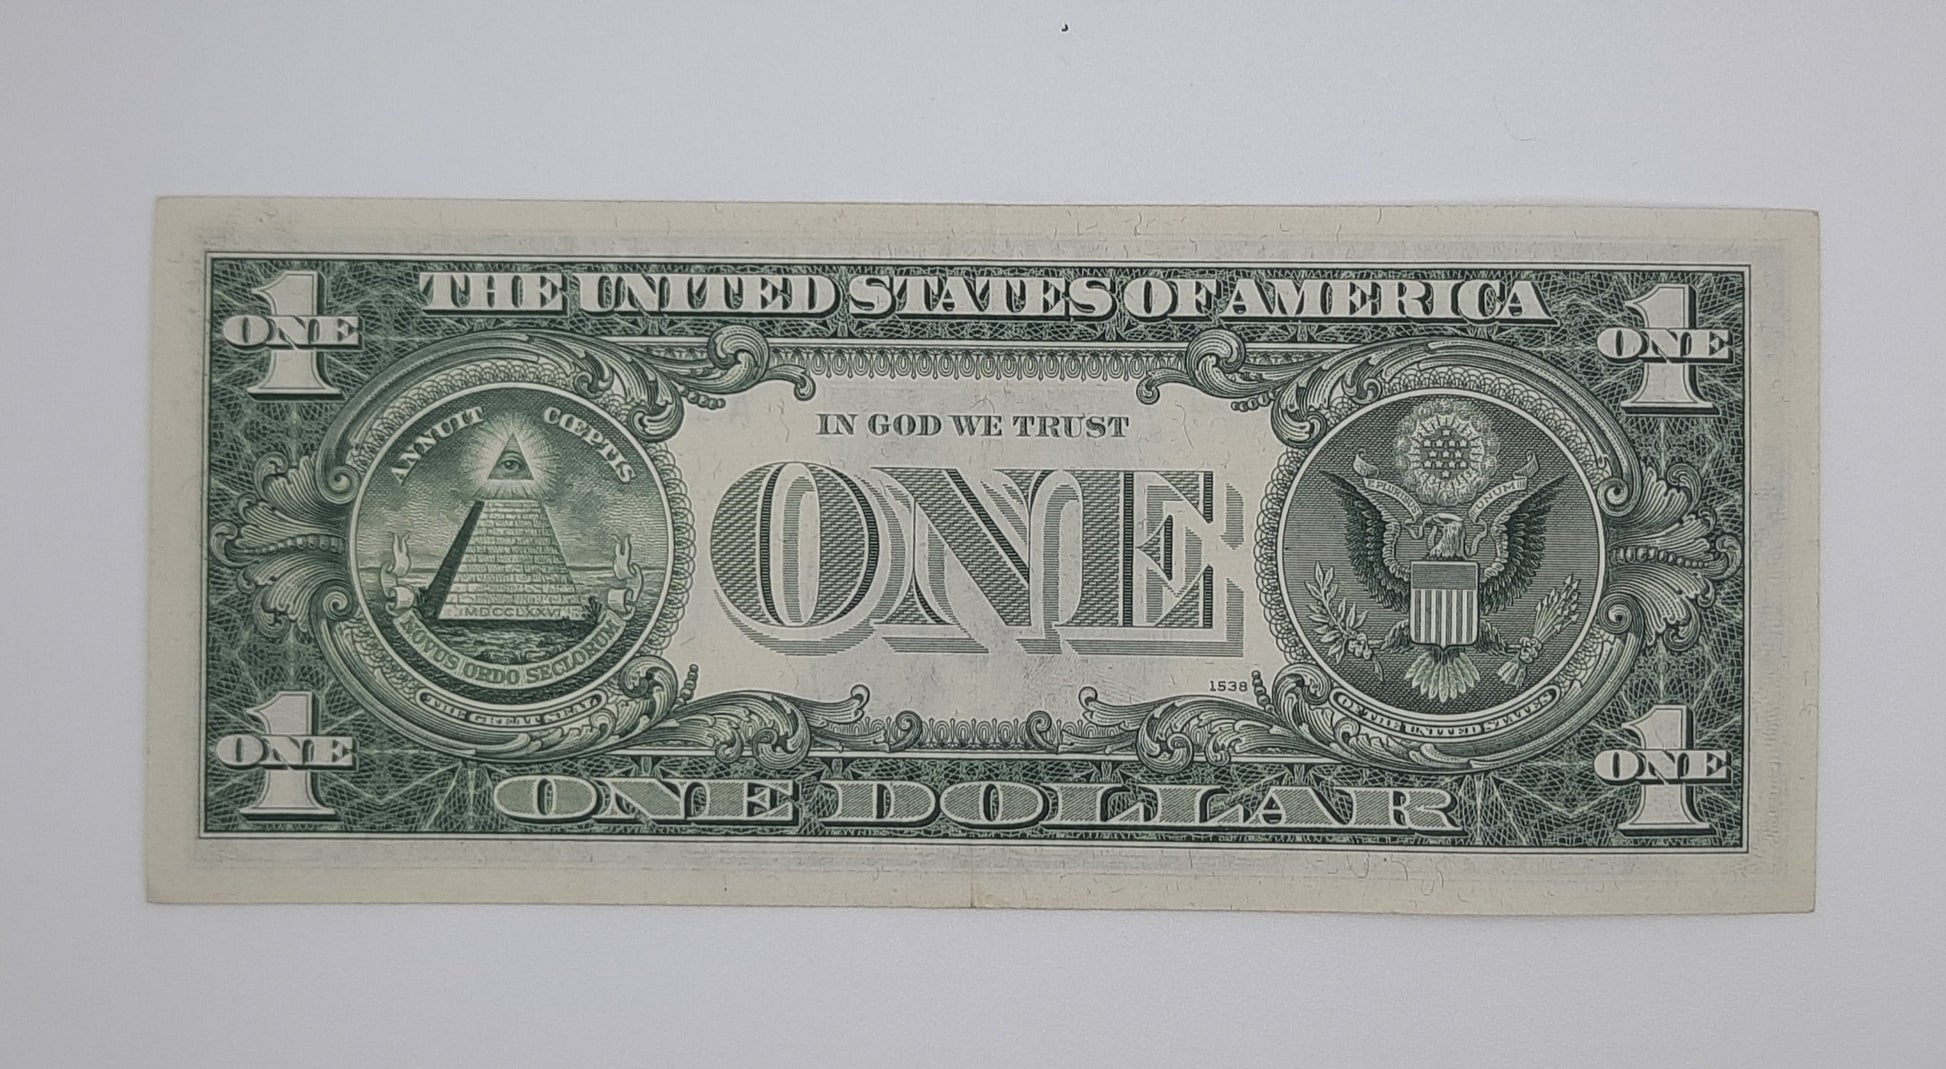 1 ONE
THE UNITED STATES OF AMERICA
1 ONE
ANNUIT CŒPTIS
IN GOD WE TRUST
E PLURIBUS UNUM
ONE
MDCCLXXVI
NOVUS ORDO SECLORUM
1538
THE GREAT SEAL
OF THE UNITED STATES
1 ONE
ONE DOLLAR
1 ONE